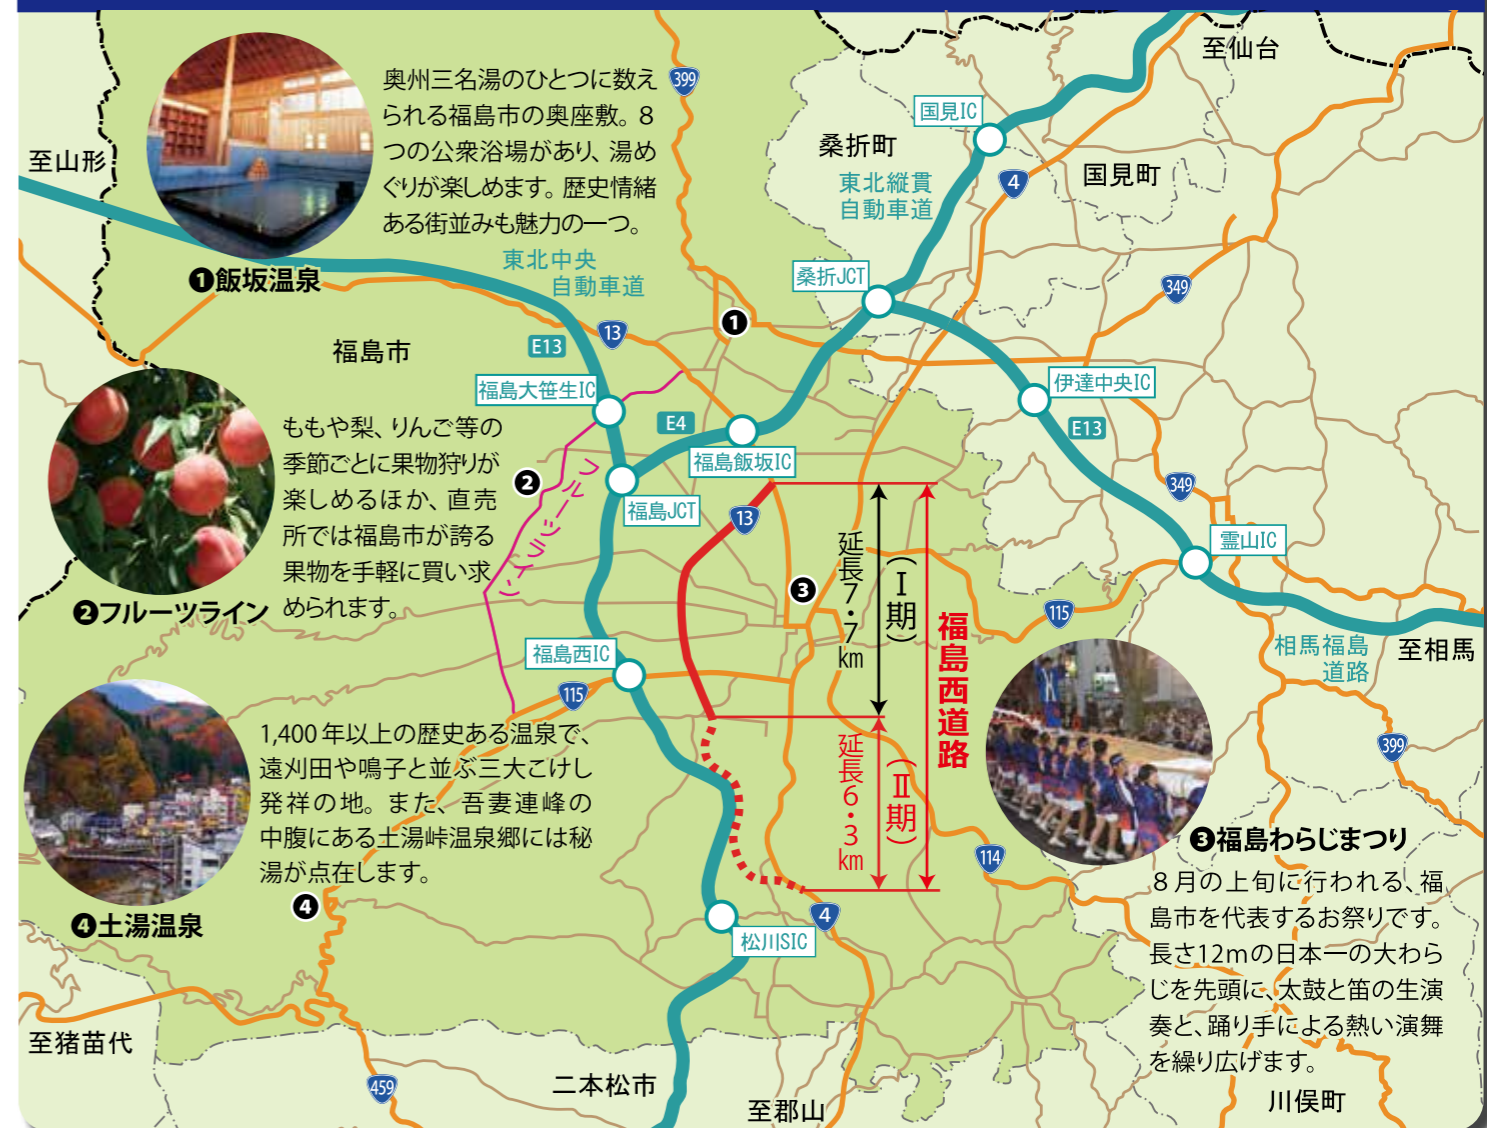 至仙台
399
奥州三名湯のひとつに数え
られる福島市の奥座敷。８
つの公衆浴場があり、湯め
ぐりが楽しめます。歴史情緒
ある街並みも魅力の一つ。
❶飯坂温泉
至山形
国見IC
桑折町
国見町
4
東北縦貫
自動車道
東北中央
自動車道
桑折JCT
349
❶
13
E13
福島市
福島大笹生IC
E4
福島飯坂IC
伊達中央IC
E13
ももや梨、りんご等の
季節ごとに果物狩りが
楽しめるほか、直売
所では福島市が誇る
果物を手軽に買い求
められます。
❷フルーツライン
❷
フルーツライン
福島JCT
13
349
霊山IC
延長７・７km
（Ⅰ期）
福島西道路
❸
115
相馬福島
道路
至相馬
福島西IC
115
399
1,400年以上の歴史ある温泉で、
遠刈田や鳴子と並ぶ三大こけし
発祥の地。また、吾妻連峰の
中腹にある土湯峠温泉郷には秘
湯が点在します。
❹土湯温泉
❹
延長６・３km
（Ⅱ期）
114
❸福島わらじまつり
８月の上旬に行われる、福
島市を代表するお祭りです。
長さ12mの日本一の大わら
じを先頭に、太鼓と笛の生演
奏と、踊り手による熱い演舞
を繰り広げます。
4
松川SIC
至猪苗代
459
二本松市
至郡山
川俣町